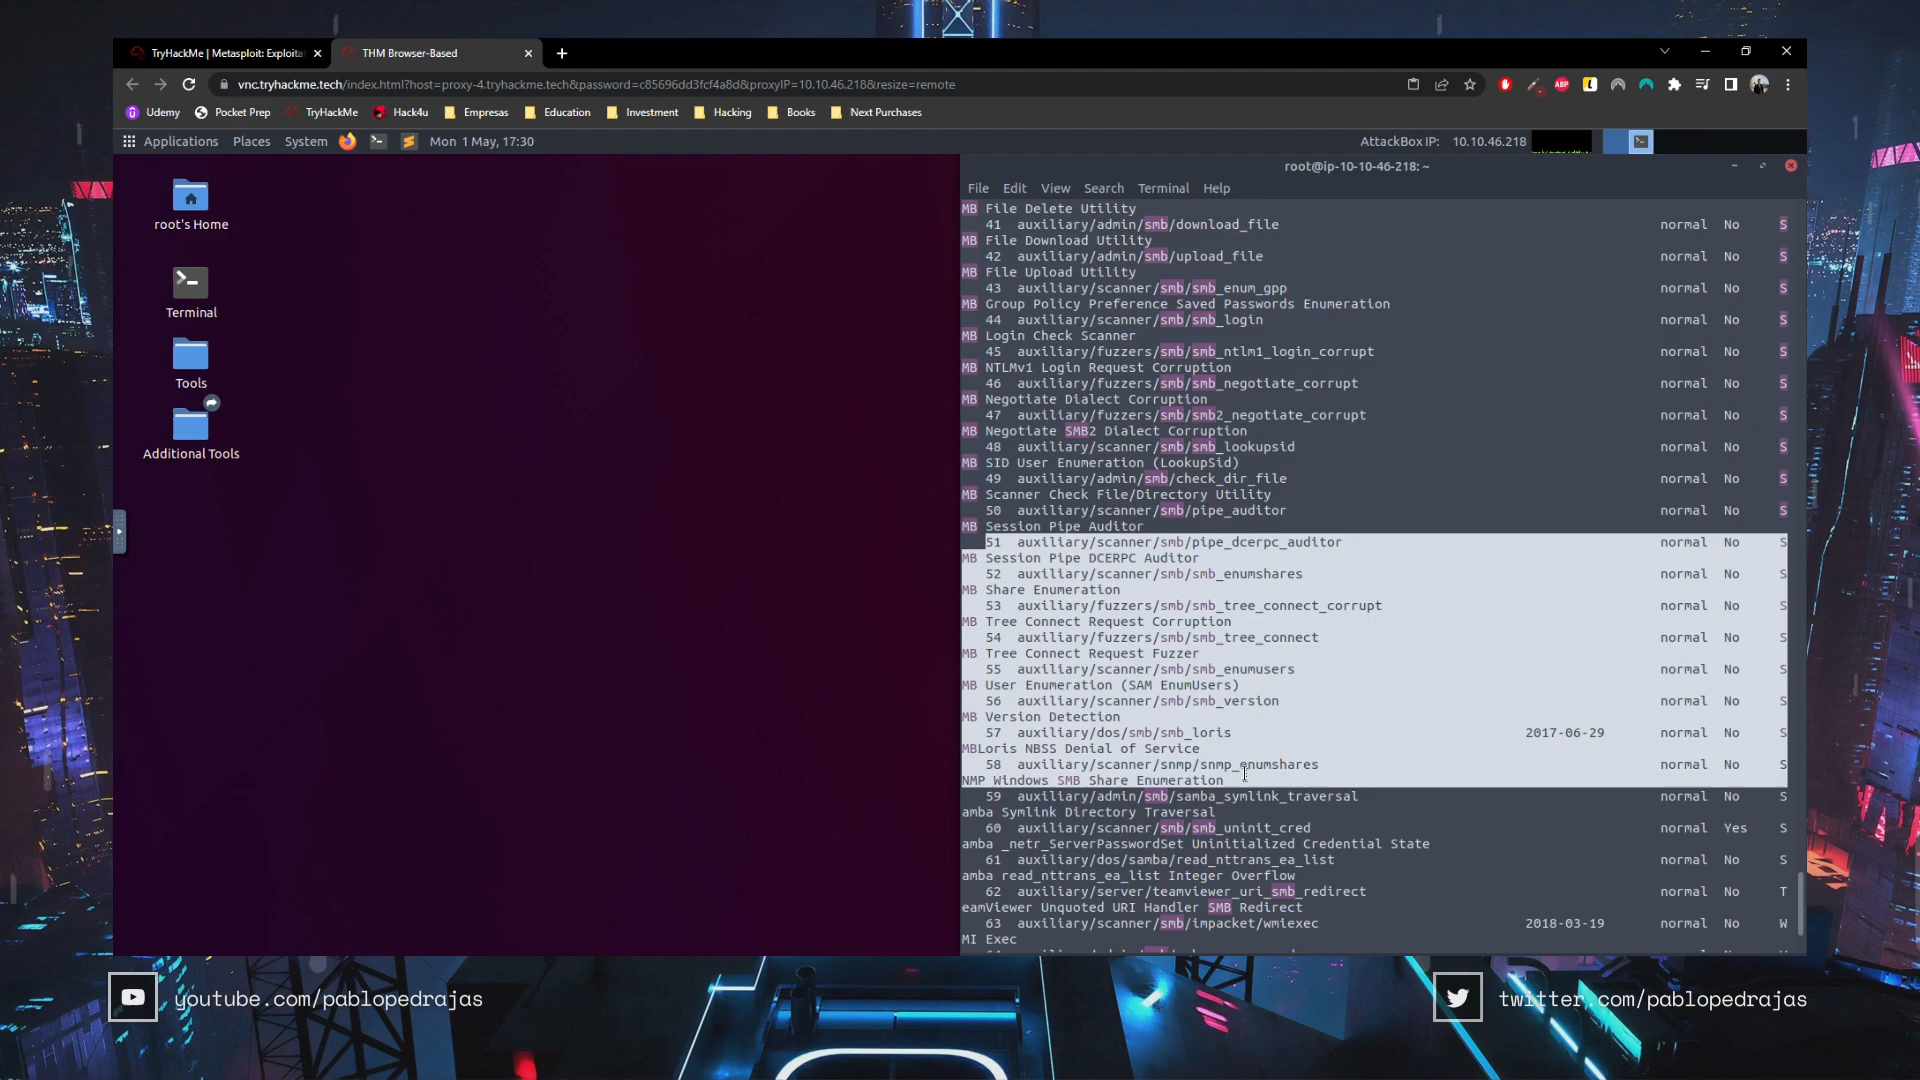 TryHackMe | Metasploit: Exploita
THM Browser-Based
vnc.tryhackme.tech/index.html?host=proxy-4.tryhackme.tech&password=c85696dd3fcf4a8d&proxyIP=10.10.46.218&resize=remote
ABP
Udemy Pocket Prep TryHackMe Hack4u Empresas Education Investment Hacking Books Next Purchases
Applications Places System Mon 1 May, 17:30 AttackBox IP: 10.10.46.218
root's Home
Terminal
Tools
Additional Tools
root@ip-10-10-46-218: ~
File Edit View Search Terminal Help
MB File Delete Utility
41 auxiliary/admin/smb/download_file normal No S
MB File Download Utility
42 auxiliary/admin/smb/upload_file normal No S
MB File Upload Utility
43 auxiliary/scanner/smb/smb_enum_gpp normal No S
MB Group Policy Preference Saved Passwords Enumeration
44 auxiliary/scanner/smb/smb_login normal No S
MB Login Check Scanner
45 auxiliary/fuzzers/smb/smb_ntlm1_login_corrupt normal No S
MB NTLMv1 Login Request Corruption
46 auxiliary/fuzzers/smb/smb_negotiate_corrupt normal No S
MB Negotiate Dialect Corruption
47 auxiliary/fuzzers/smb/smb2_negotiate_corrupt normal No S
MB Negotiate SMB2 Dialect Corruption
48 auxiliary/scanner/smb/smb_lookupsid normal No S
MB SID User Enumeration (LookupSid)
49 auxiliary/admin/smb/check_dir_file normal No S
MB Scanner Check File/Directory Utility
50 auxiliary/scanner/smb/pipe_auditor normal No S
MB Session Pipe Auditor
51 auxiliary/scanner/smb/pipe_dcerpc_auditor normal No S
MB Session Pipe DCERPC Auditor
52 auxiliary/scanner/smb/smb_enumshares normal No S
MB Share Enumeration
53 auxiliary/fuzzers/smb/smb_tree_connect_corrupt normal No S
MB Tree Connect Request Corruption
54 auxiliary/fuzzers/smb/smb_tree_connect normal No S
MB Tree Connect Request Fuzzer
55 auxiliary/scanner/smb/smb_enumusers normal No S
MB User Enumeration (SAM EnumUsers)
56 auxiliary/scanner/smb/smb_version normal No S
MB Version Detection
57 auxiliary/dos/smb/smb_loris 2017-06-29 normal No S
MBLoris NBSS Denial of Service
58 auxiliary/scanner/snmp/snmp_enumshares normal No S
NMP Windows SMB Share Enumeration
59 auxiliary/admin/smb/samba_symlink_traversal normal No S
amba Symlink Directory Traversal
60 auxiliary/scanner/smb/smb_uninit_cred normal Yes S
amba _netr_ServerPasswordSet Uninitialized Credential State
61 auxiliary/dos/samba/read_nttrans_ea_list normal No S
amba read_nttrans_ea_list Integer Overflow
62 auxiliary/server/teamviewer_uri_smb_redirect normal No T
eamViewer Unquoted URI Handler SMB Redirect
63 auxiliary/scanner/smb/impacket/wmiexec 2018-03-19 normal No W
MI Exec
youtube.com/pablopedrajas
twitter.com/pablopedrajas